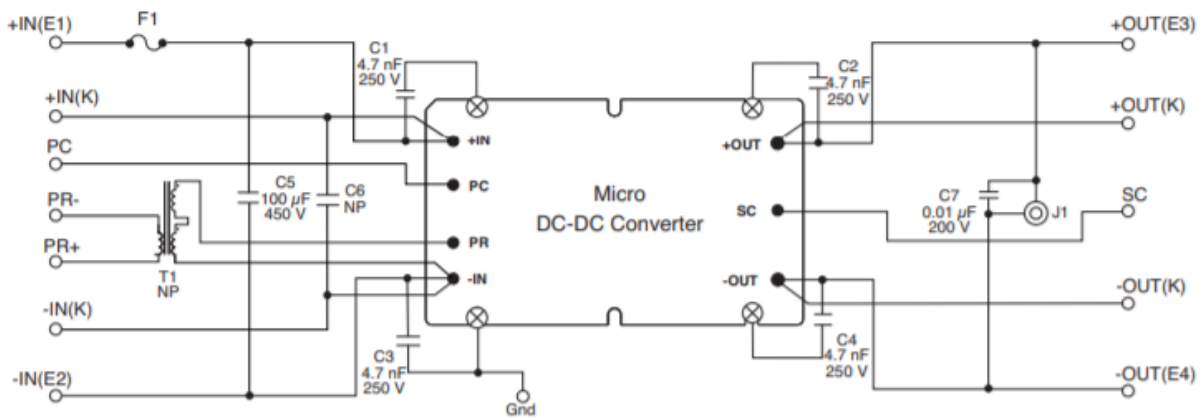 +IN(E1)
F1
C1
4.7 nF
250 V
C2
4.7 nF
250 V
+OUT(E3)
+IN(K)
+OUT(K)
+IN
+OUT
PC
PC
C5
100 µF
450 V
C6
NP
Micro
DC-DC Converter
C7
0.01 µF
200 V
J1
SC
SC
PR-
PR
PR+
T1
NP
-IN
-OUT
-IN(K)
-OUT(K)
C3
4.7 nF
250 V
C4
4.7 nF
250 V
-IN(E2)
-OUT(E4)
Gnd